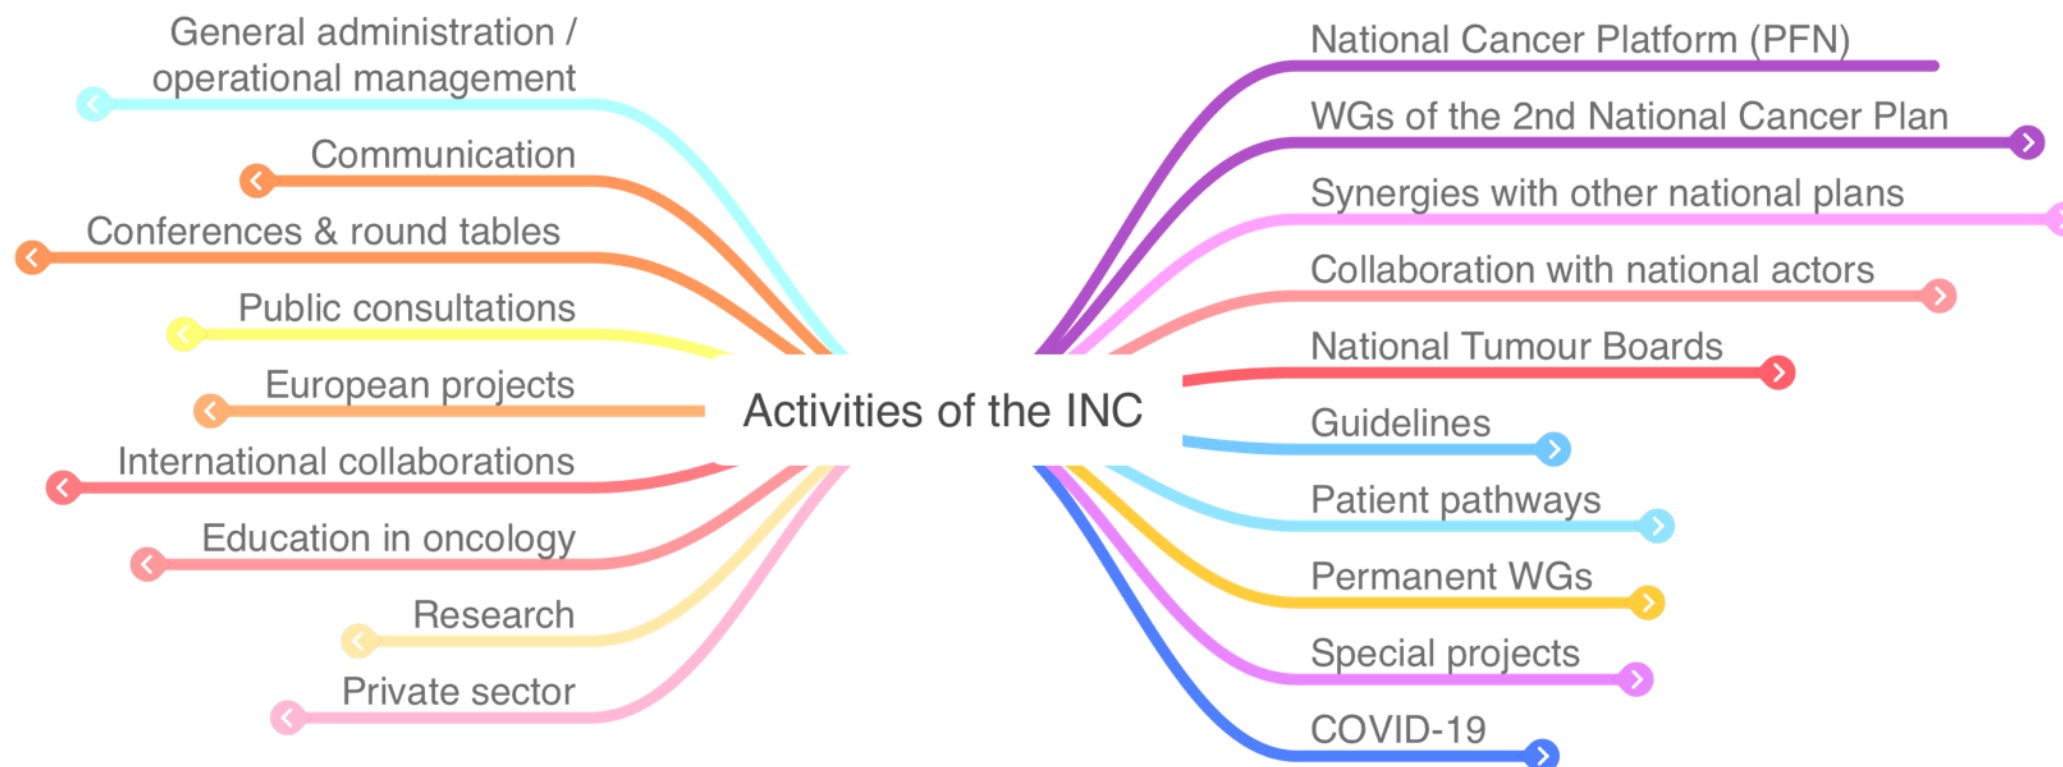 General administration /
operational management
Communication
Conferences & round tables
Public consultations
European projects
International collaborations
Education in oncology
Research
Private sector
Activities of the INC
National Cancer Platform (PFN)
WGs of the 2nd National Cancer Plan
Synergies with other national plans
Collaboration with national actors
National Tumour Boards
Guidelines
Patient pathways
Permanent WGs
Special projects
COVID-19